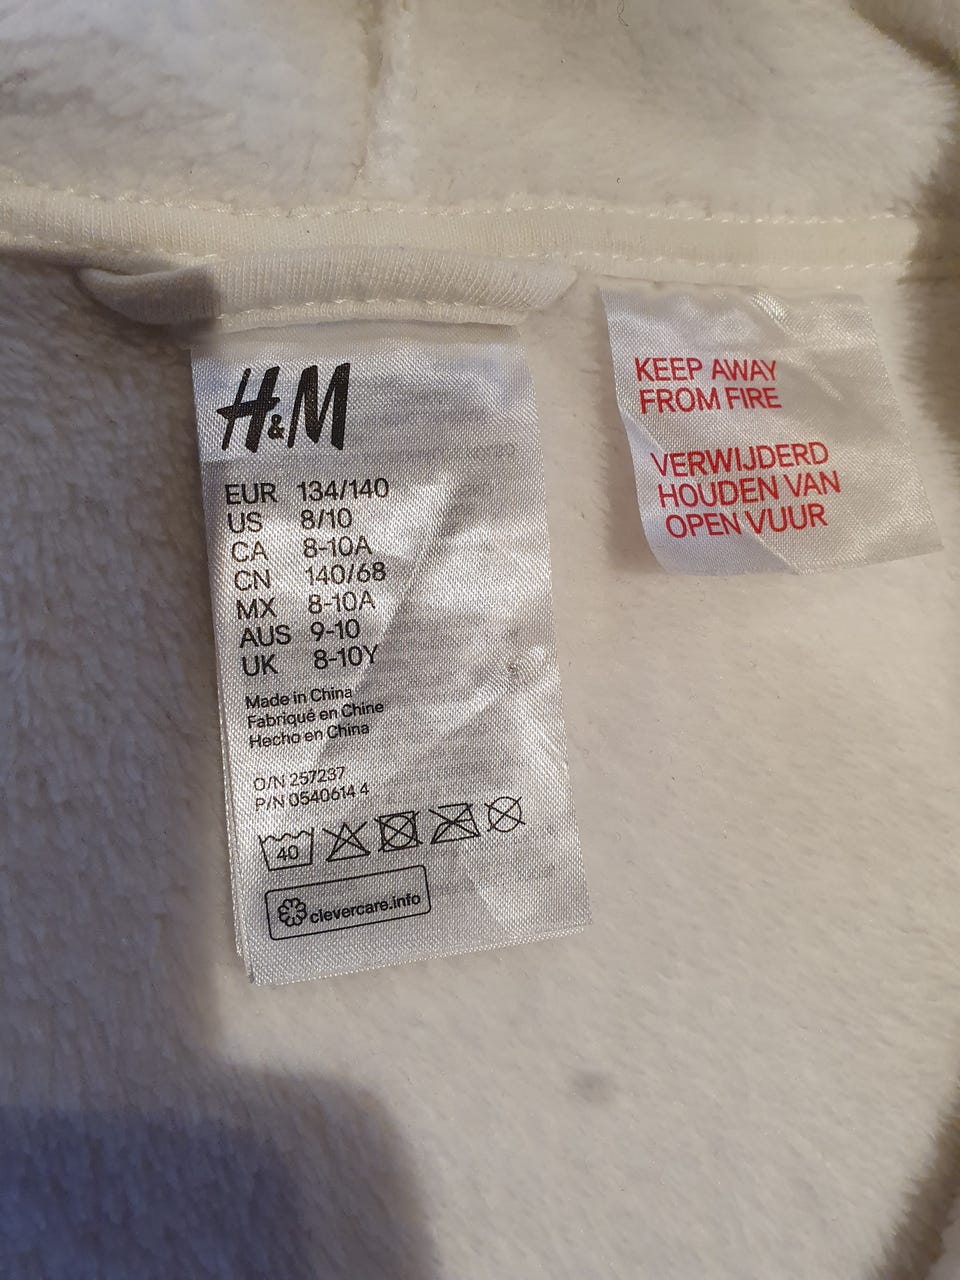 H&M
EUR 134/140
US 8/10
CA 8-10A
CN 140/68
MX 8-10A
AUS 9-10
UK 8-10Y
Made in China
Fabriqué en Chine
Hecho en China
O/N 257237
P/N 0540614 4
40
clevercare.info
KEEP AWAY
FROM FIRE
VERWIJDERD
HOUDEN VAN
OPEN VUUR